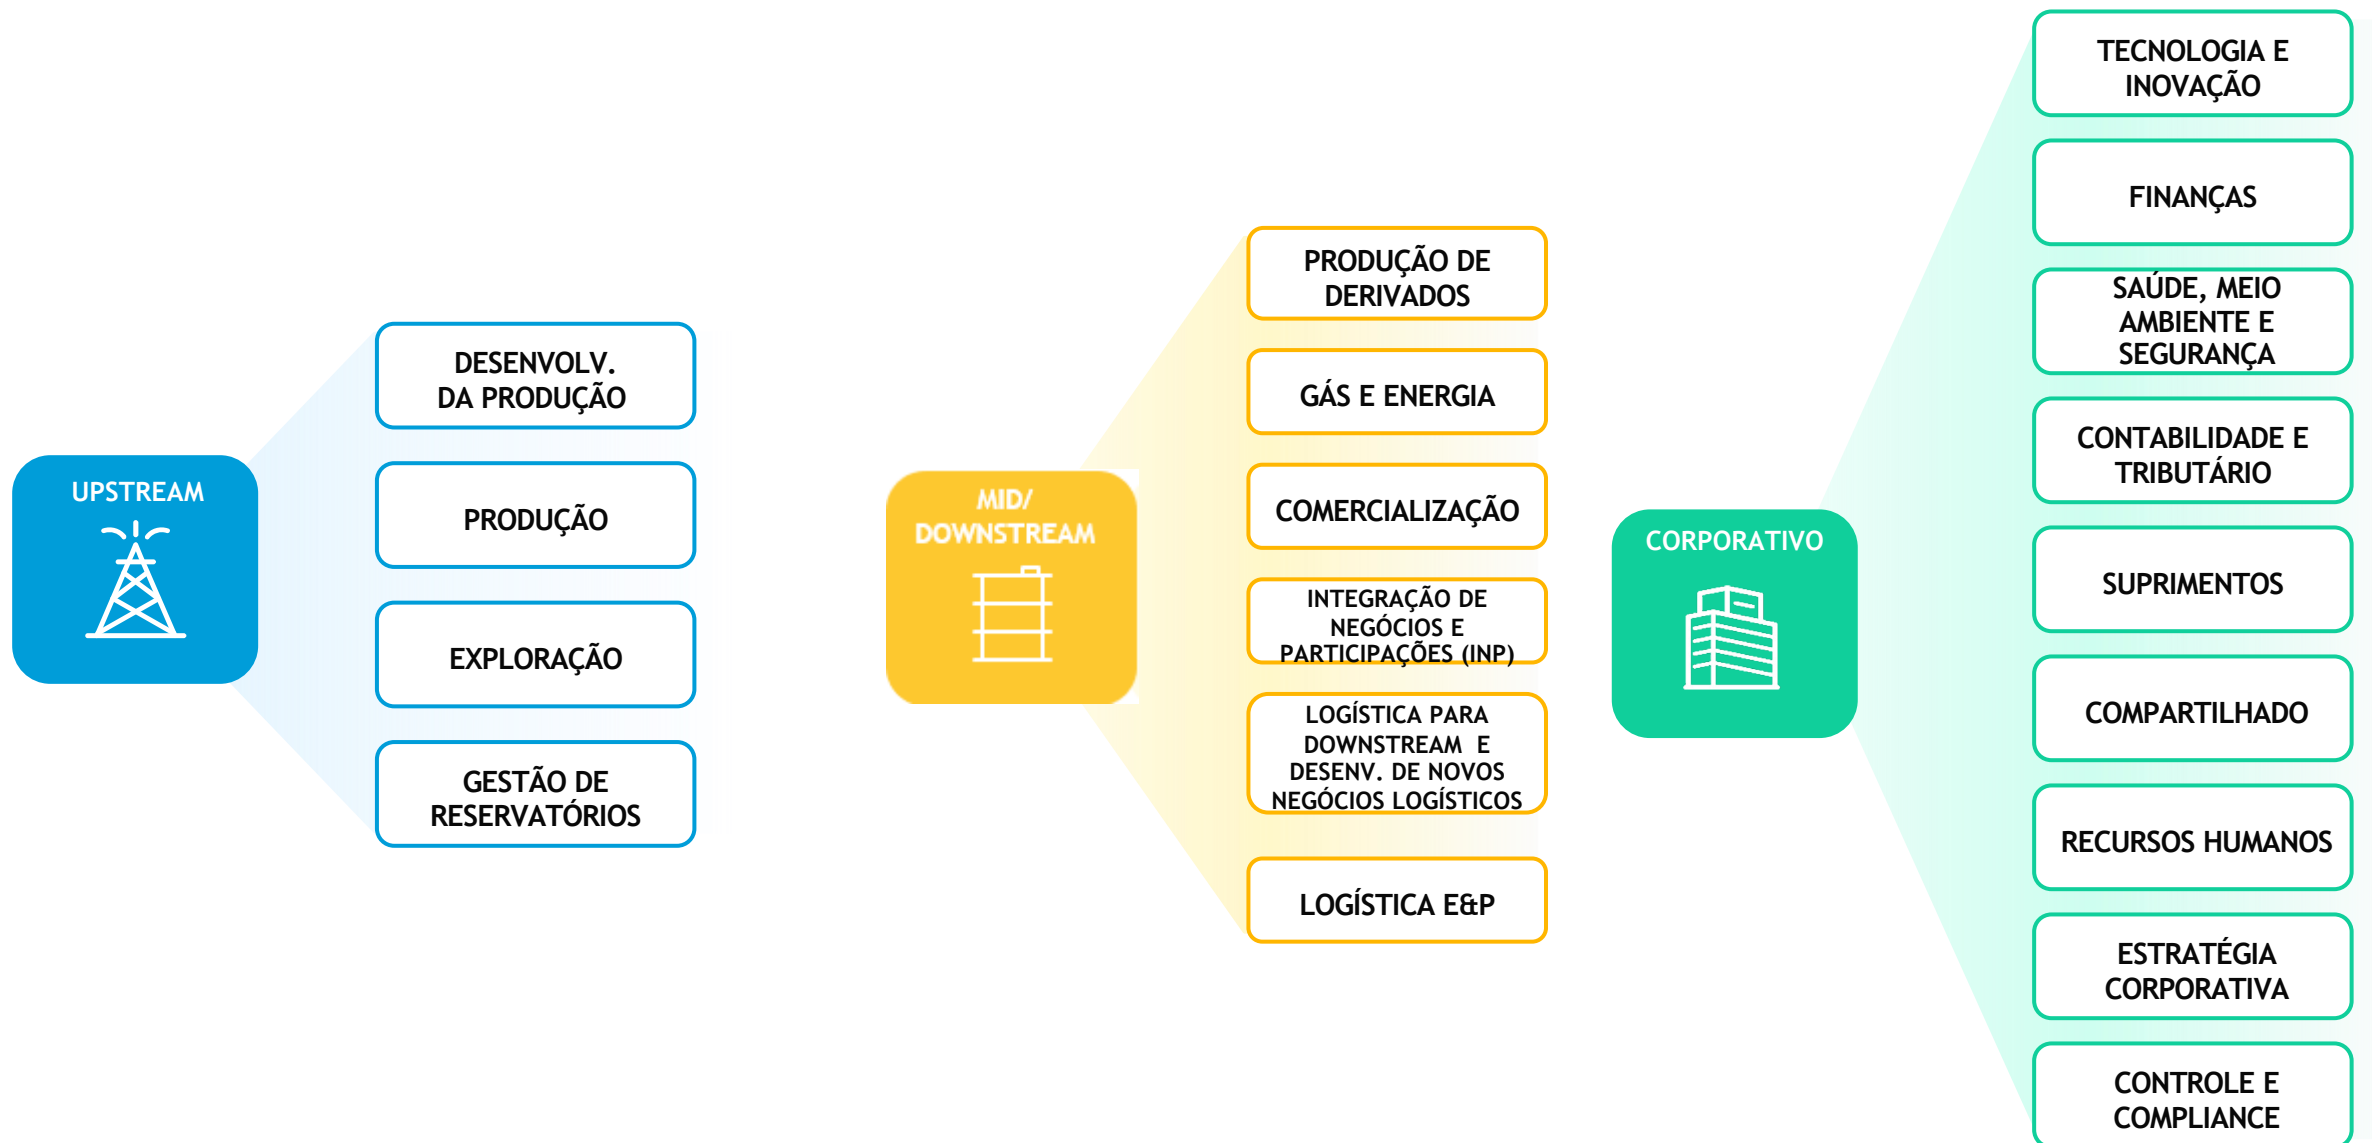 UPSTREAM
DESENVOLV.
DA PRODUÇÃO
PRODUÇÃO
EXPLORAÇÃO
GESTÃO DE
RESERVATÓRIOS
MID/
DOWNSTREAM
PRODUÇÃO DE
DERIVADOS
GÁS E ENERGIA
COMERCIALIZAÇÃO
INTEGRAÇÃO DE
NEGÓCIOS E
PARTICIPAÇÕES (INP)
LOGÍSTICA PARA
DOWNSTREAM E
DESENV. DE NOVOS
NEGÓCIOS LOGÍSTICOS
LOGÍSTICA E&P
CORPORATIVO
TECNOLOGIA E
INOVAÇÃO
FINANÇAS
SAÚDE, MEIO
AMBIENTE E
SEGURANÇA
CONTABILIDADE E
TRIBUTÁRIO
SUPRIMENTOS
COMPARTILHADO
RECURSOS HUMANOS
ESTRATÉGIA
CORPORATIVA
CONTROLE E
COMPLIANCE